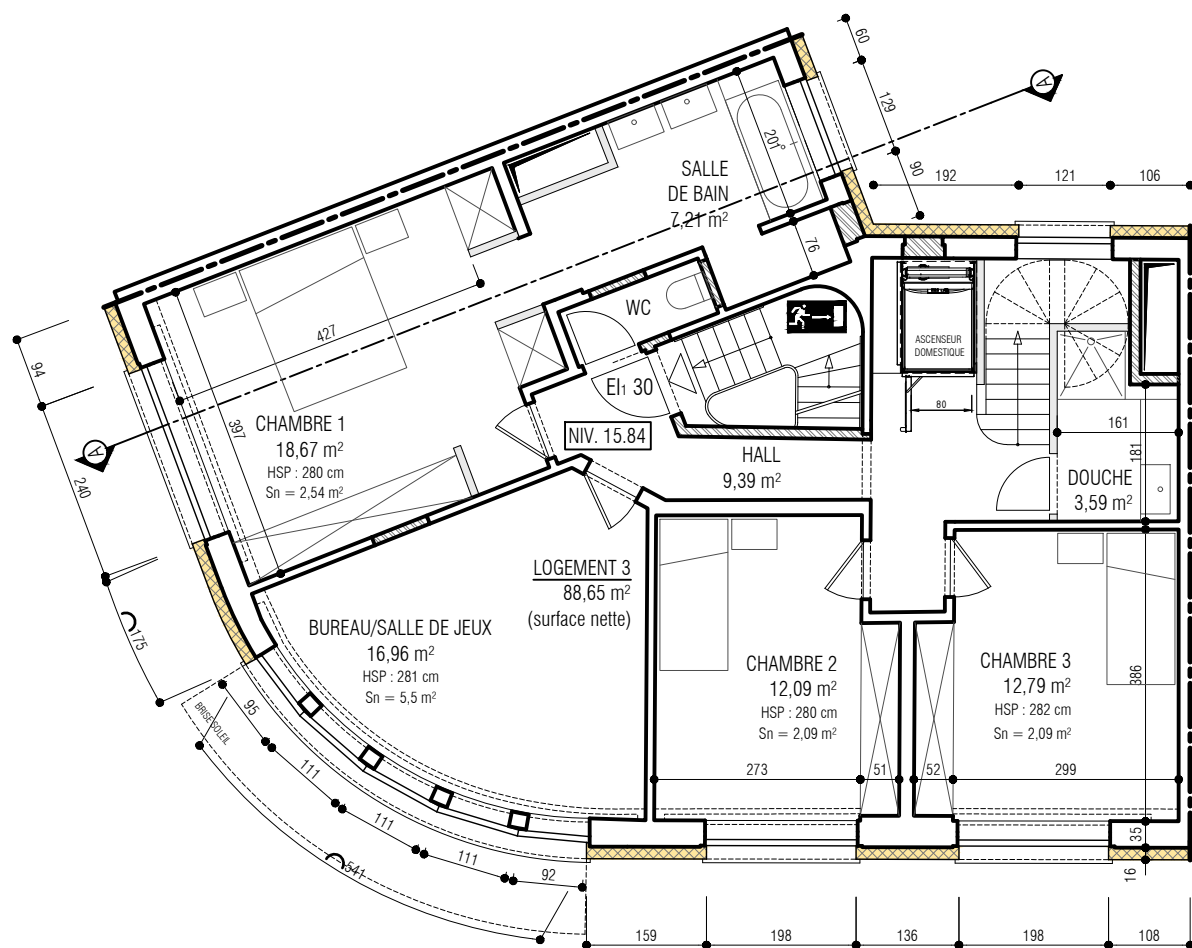 60
129
90
A
192
121
106
SALLE
DE BAIN
7,21 m²
201⁵
76
WC
ASCENSEUR
DOMESTIQUE
80
94
427
EI1 30
397
CHAMBRE 1
18,67 m²
HSP : 280 cm
Sn = 2,54 m²
A
NIV. 15.84
HALL
9,39 m²
161
181
DOUCHE
3,59 m²
240
175
LOGEMENT 3
88,65 m²
(surface nette)
BUREAU/SALLE DE JEUX
16,96 m²
HSP : 281 cm
Sn = 5,5 m²
CHAMBRE 2
12,09 m²
HSP : 280 cm
Sn = 2,09 m²
CHAMBRE 3
12,79 m²
HSP : 282 cm
Sn = 2,09 m²
386
BRISE SOLEIL
95
111
111
111
92
541
273
51
52
299
35
16
159
198
136
198
108